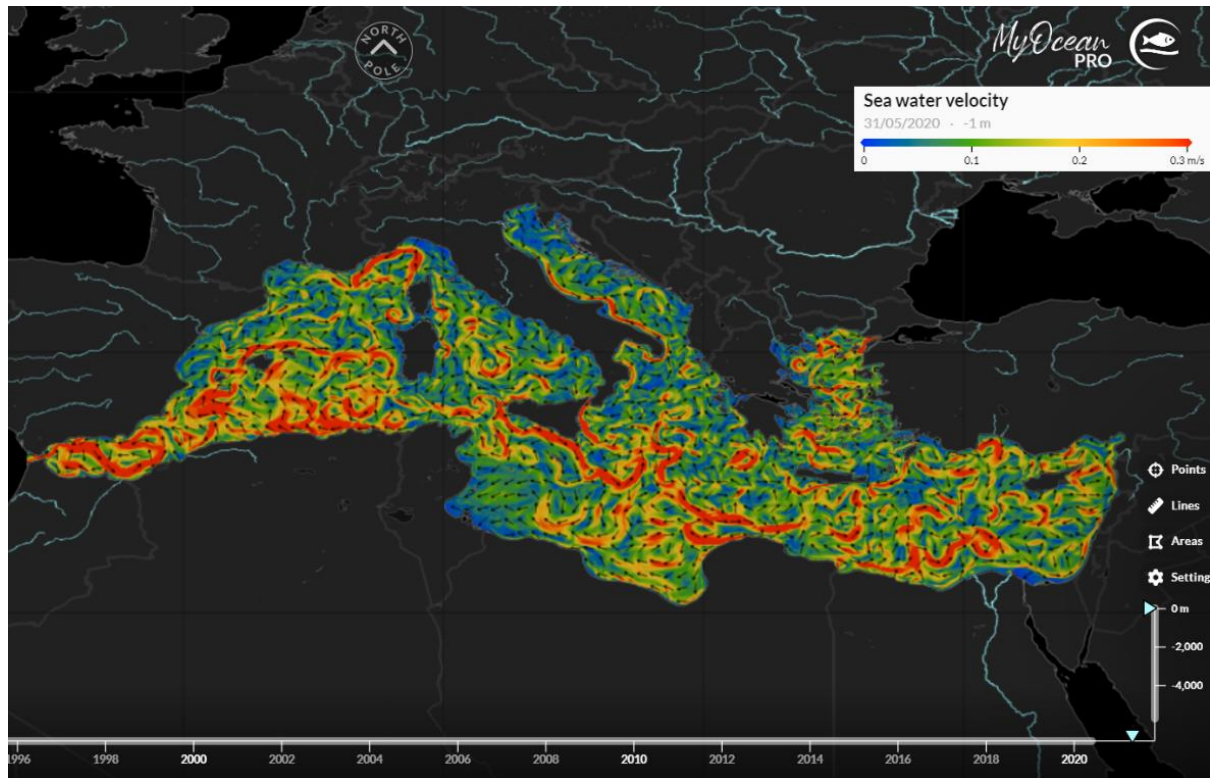 NORTH
POLE
MyOcean
PRO
Sea water velocity
31/05/2020 · -1 m
0 0.1 0.2 0.3 m/s
Points
Lines
Areas
Setting
0 m
-2,000
-4,000
1996 1998 2000 2002 2004 2006 2008 2010 2012 2014 2016 2018 2020